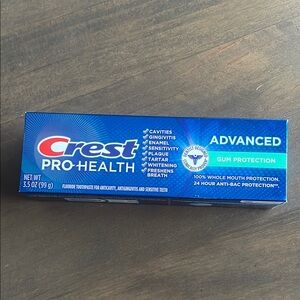 Crest
PRO-HEALTH
NET WT
3.5 OZ (99 g)
FLUORIDE TOOTHPASTE FOR ANTICAVITY, ANTIGINGIVITIS AND SENSITIVE TEETH
CAVITIES
GINGIVITIS
ENAMEL
SENSITIVITY
PLAQUE
TARTAR
WHITENING
FRESHENS
BREATH
ADVANCED
GUM PROTECTION
100% WHOLE MOUTH PROTECTION.
24 HOUR ANTI-BAC PROTECTION